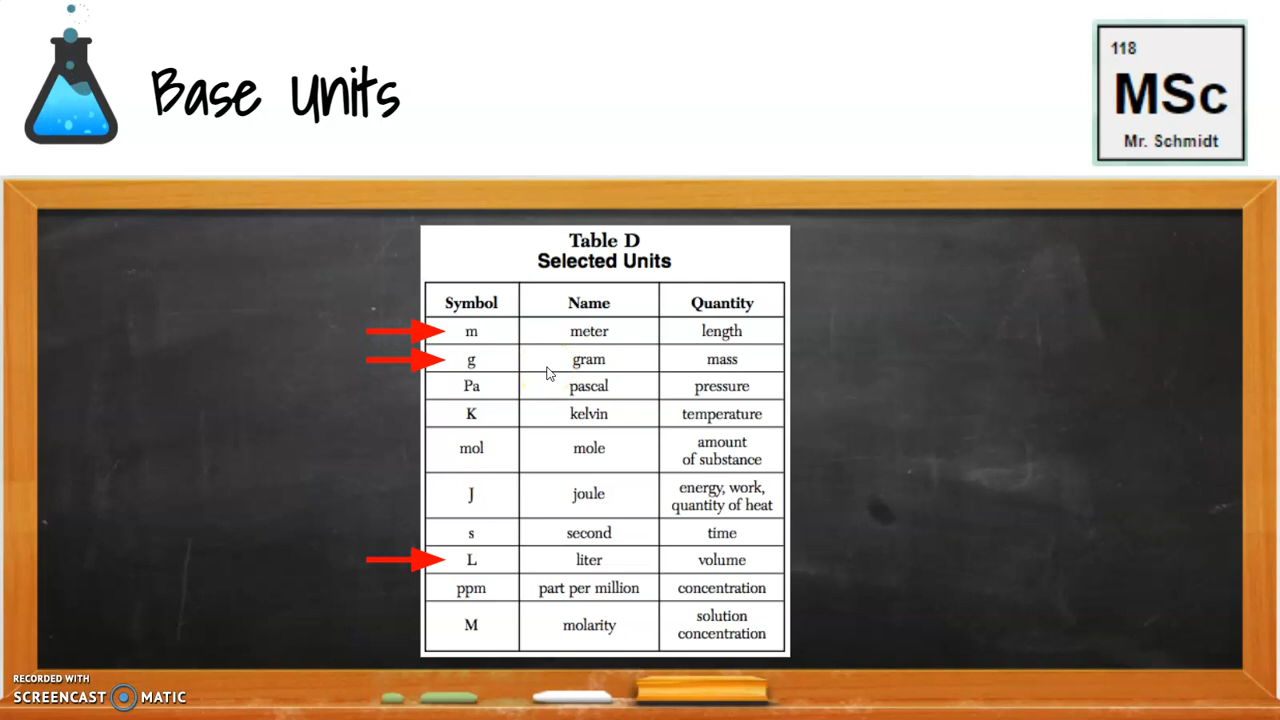 Base Units
118
MSc
Mr. Schmidt
Table D
Selected Units
Symbol Name Quantity
m meter length
g gram mass
Pa pascal pressure
K kelvin temperature
mol mole amount
of substance
J joule energy, work,
quantity of heat
s second time
L liter volume
ppm part per million concentration
M molarity solution
concentration
RECORDED WITH
SCREENCAST MATIC